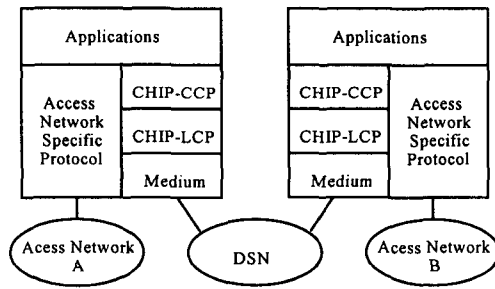 Applications
Access
Network
Specific
Protocol
CHIP-CCP
CHIP-LCP
Medium
Acess Network
A
DSN
Applications
CHIP-CCP
CHIP-LCP
Medium
Access
Network
Specific
Protocol
Acess Network
B